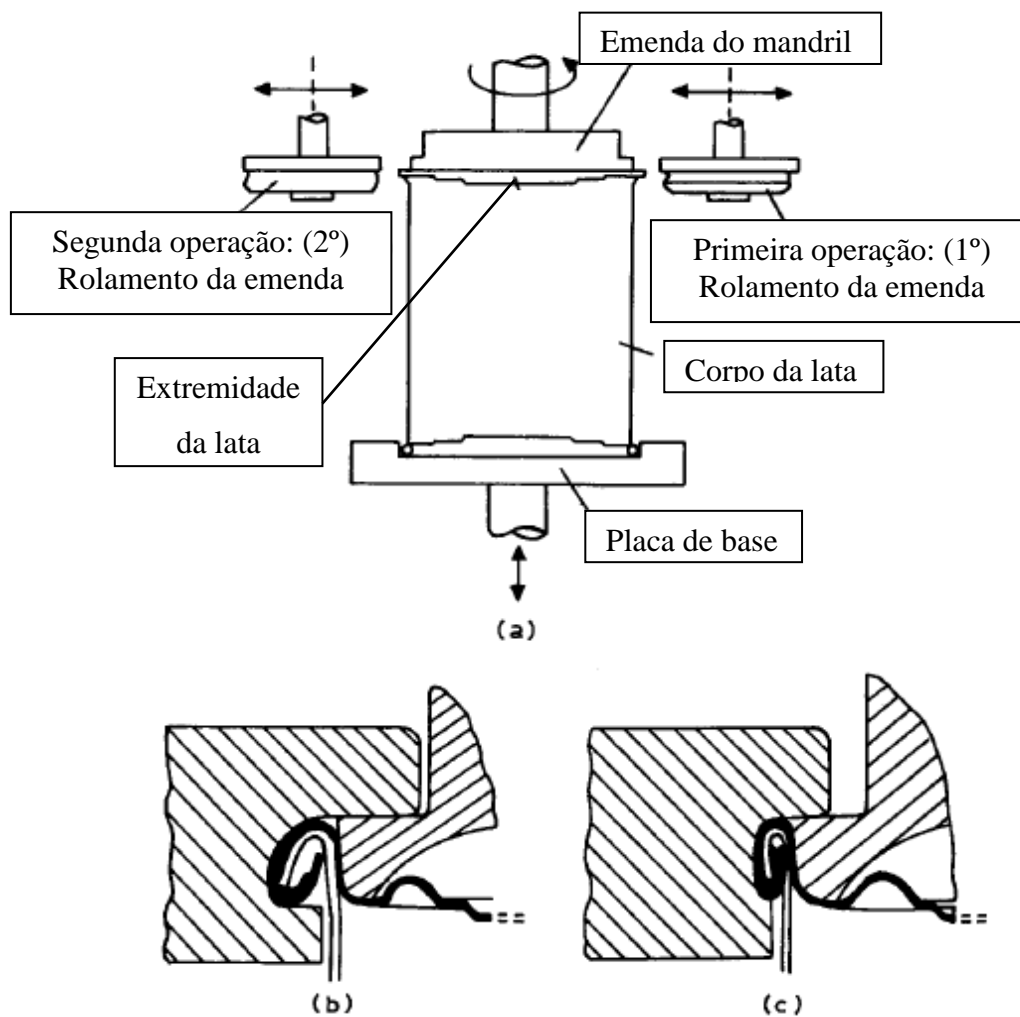 Emenda do mandril
Segunda operação: (2º)
Rolamento da emenda
Primeira operação: (1º)
Rolamento da emenda
Extremidade
da lata
Corpo da lata
Placa de base
(a)
(b)
(c)